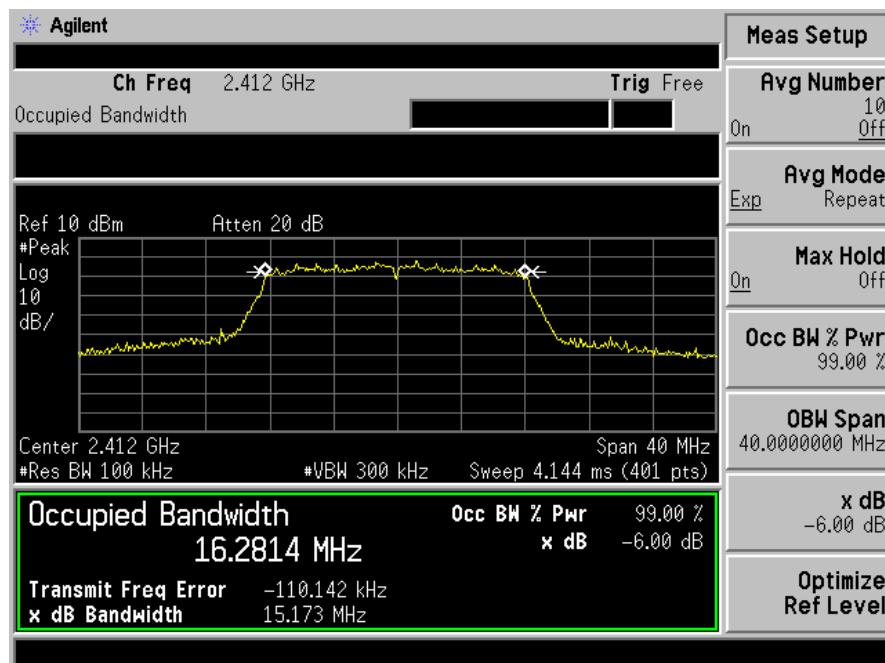 Agilent
Ch Freq 2.412 GHz Trig Free
Occupied Bandwidth
Ref 10 dBm Atten 20 dB
#Peak
Log
10
dB/
Center 2.412 GHz Span 40 MHz
#Res BW 100 kHz #VBW 300 kHz Sweep 4.144 ms (401 pts)
Occupied Bandwidth
16.2814 MHz
Occ BW % Pwr 99.00 %
x dB -6.00 dB
Transmit Freq Error -110.142 kHz
x dB Bandwidth 15.173 MHz
Meas Setup
Avg Number
10
On Off
Avg Mode
Exp Repeat
Max Hold
On Off
Occ BW % Pwr
99.00 %
OBW Span
40.0000000 MHz
x dB
-6.00 dB
Optimize
Ref Level